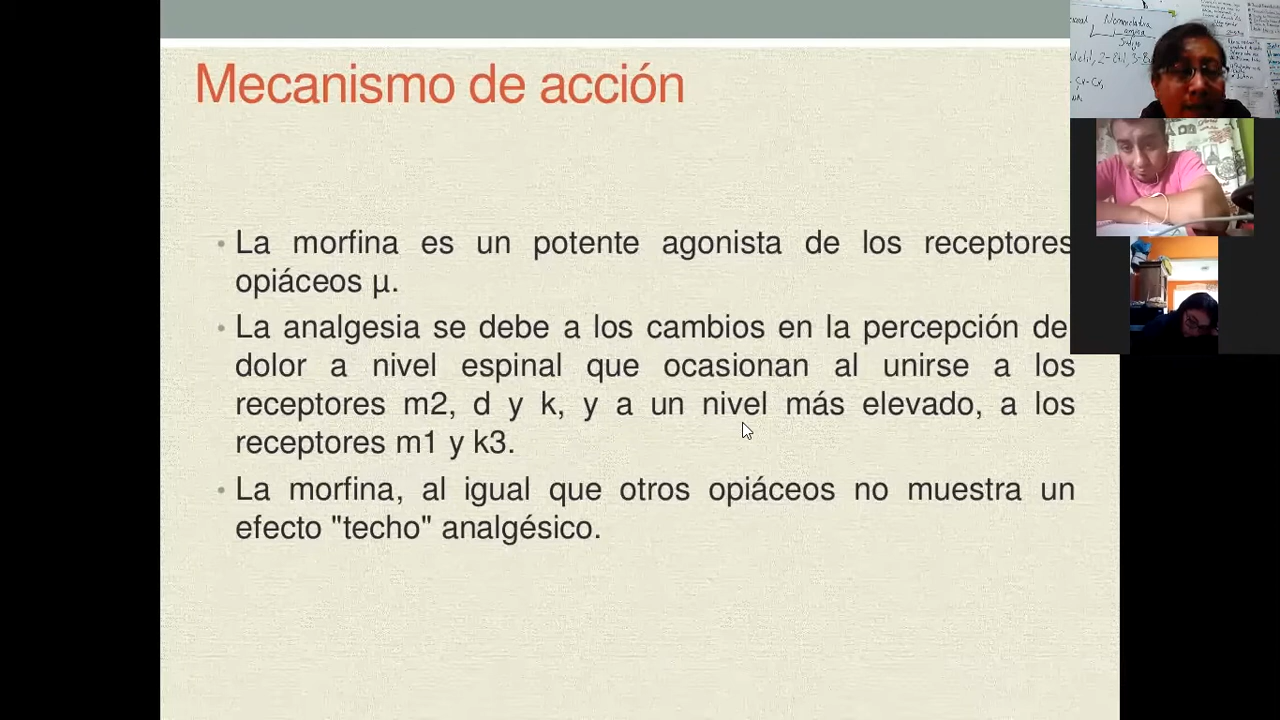 Mecanismo de acción
• La morfina es un potente agonista de los receptores
opiáceos µ.
• La analgesia se debe a los cambios en la percepción de
dolor a nivel espinal que ocasionan al unirse a los
receptores m2, d y k, y a un nivel más elevado, a los
receptores m1 y k3.
• La morfina, al igual que otros opiáceos no muestra un
efecto "techo" analgésico.
Nomenclatura